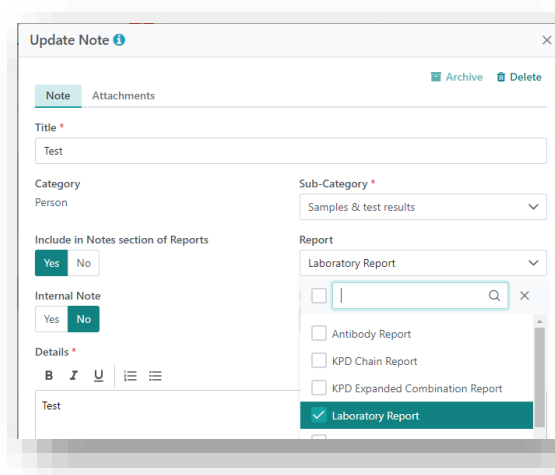 Update Note
Archive Delete
Note Attachments
Title *
Test
Category
Person
Sub-Category *
Samples & test results
Include in Notes section of Reports
Yes No
Report
Laboratory Report
Internal Note
Yes No
Antibody Report
KPD Chain Report
KPD Expanded Combination Report
Laboratory Report
Details *
B I U
Test